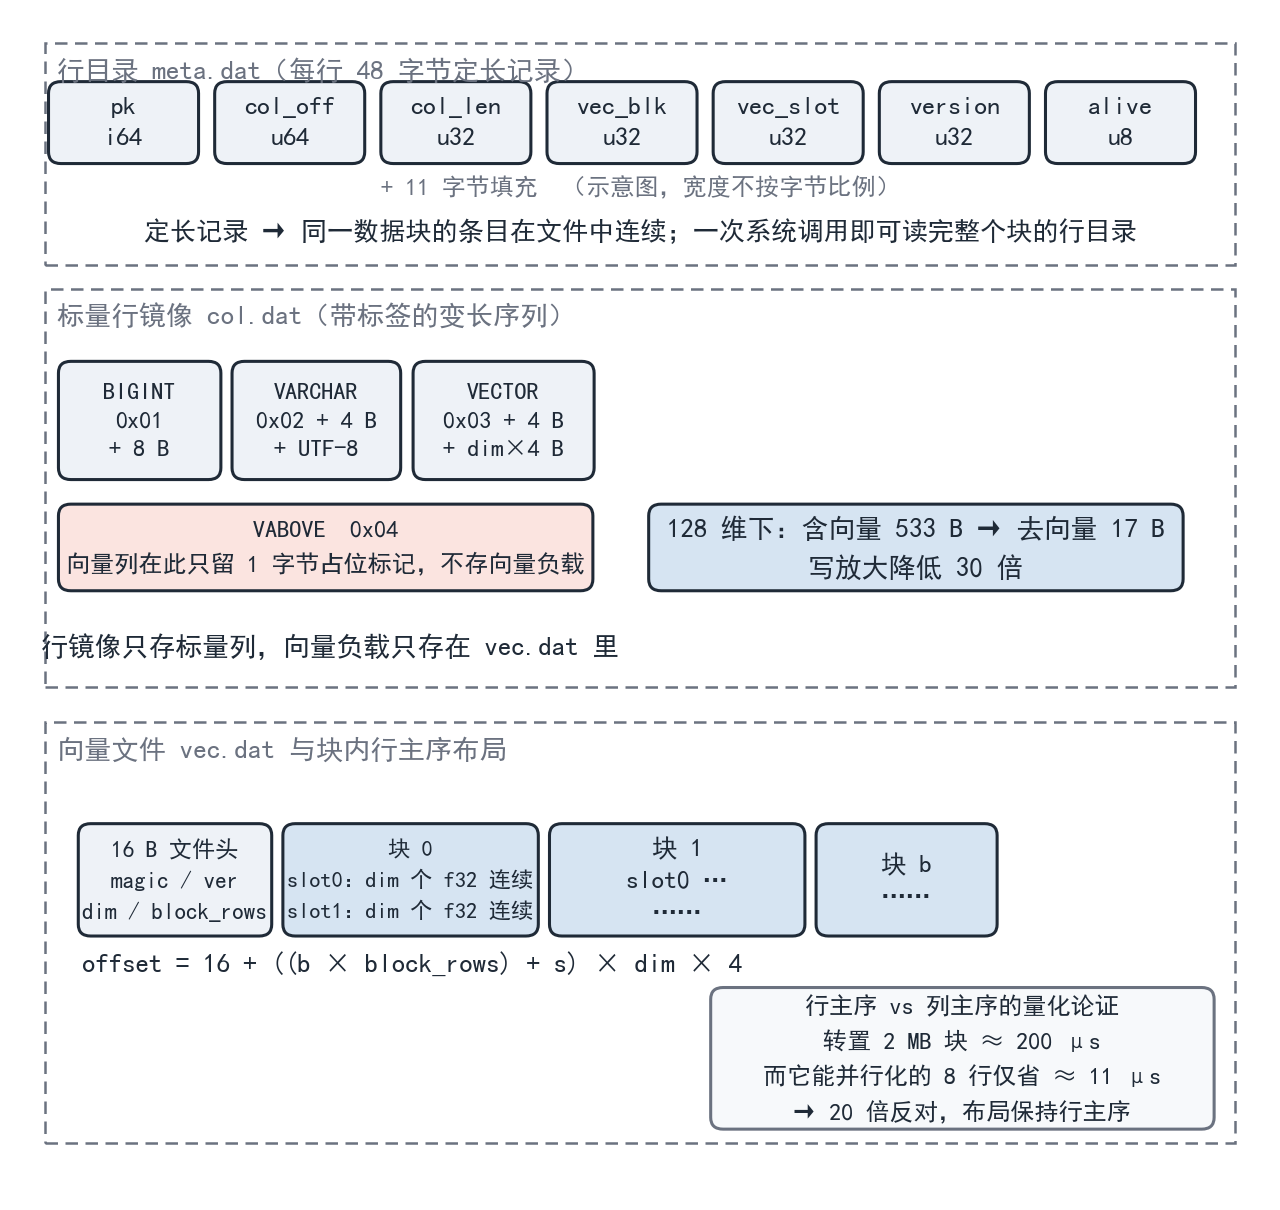 行目录 meta.dat（每行 48 字节定长记录）
pk
i64
col_off
u64
col_len
u32
vec_blk
u32
vec_slot
u32
version
u32
alive
u8
+ 11 字节填充 （示意图，宽度不按字节比例）
定长记录 → 同一数据块的条目在文件中连续；一次系统调用即可读完整个块的行目录
标量行镜像 col.dat（带标签的变长序列）
BIGINT
0x01
+ 8 B
VARCHAR
0x02 + 4 B
+ UTF-8
VECTOR
0x03 + 4 B
+ dim×4 B
VABOVE 0x04
向量列在此只留 1 字节占位标记，不存向量负载
128 维下：含向量 533 B → 去向量 17 B
写放大降低 30 倍
行镜像只存标量列，向量负载只存在 vec.dat 里
向量文件 vec.dat 与块内行主序布局
16 B 文件头
magic / ver
dim / block_rows
块 0
slot0：dim 个 f32 连续
slot1：dim 个 f32 连续
块 1
slot0 …
……
块 b
……
offset = 16 + ((b × block_rows) + s) × dim × 4
行主序 vs 列主序的量化论证
转置 2 MB 块 ≈ 200 μs
而它能并行化的 8 行仅省 ≈ 11 μs
→ 20 倍反对，布局保持行主序